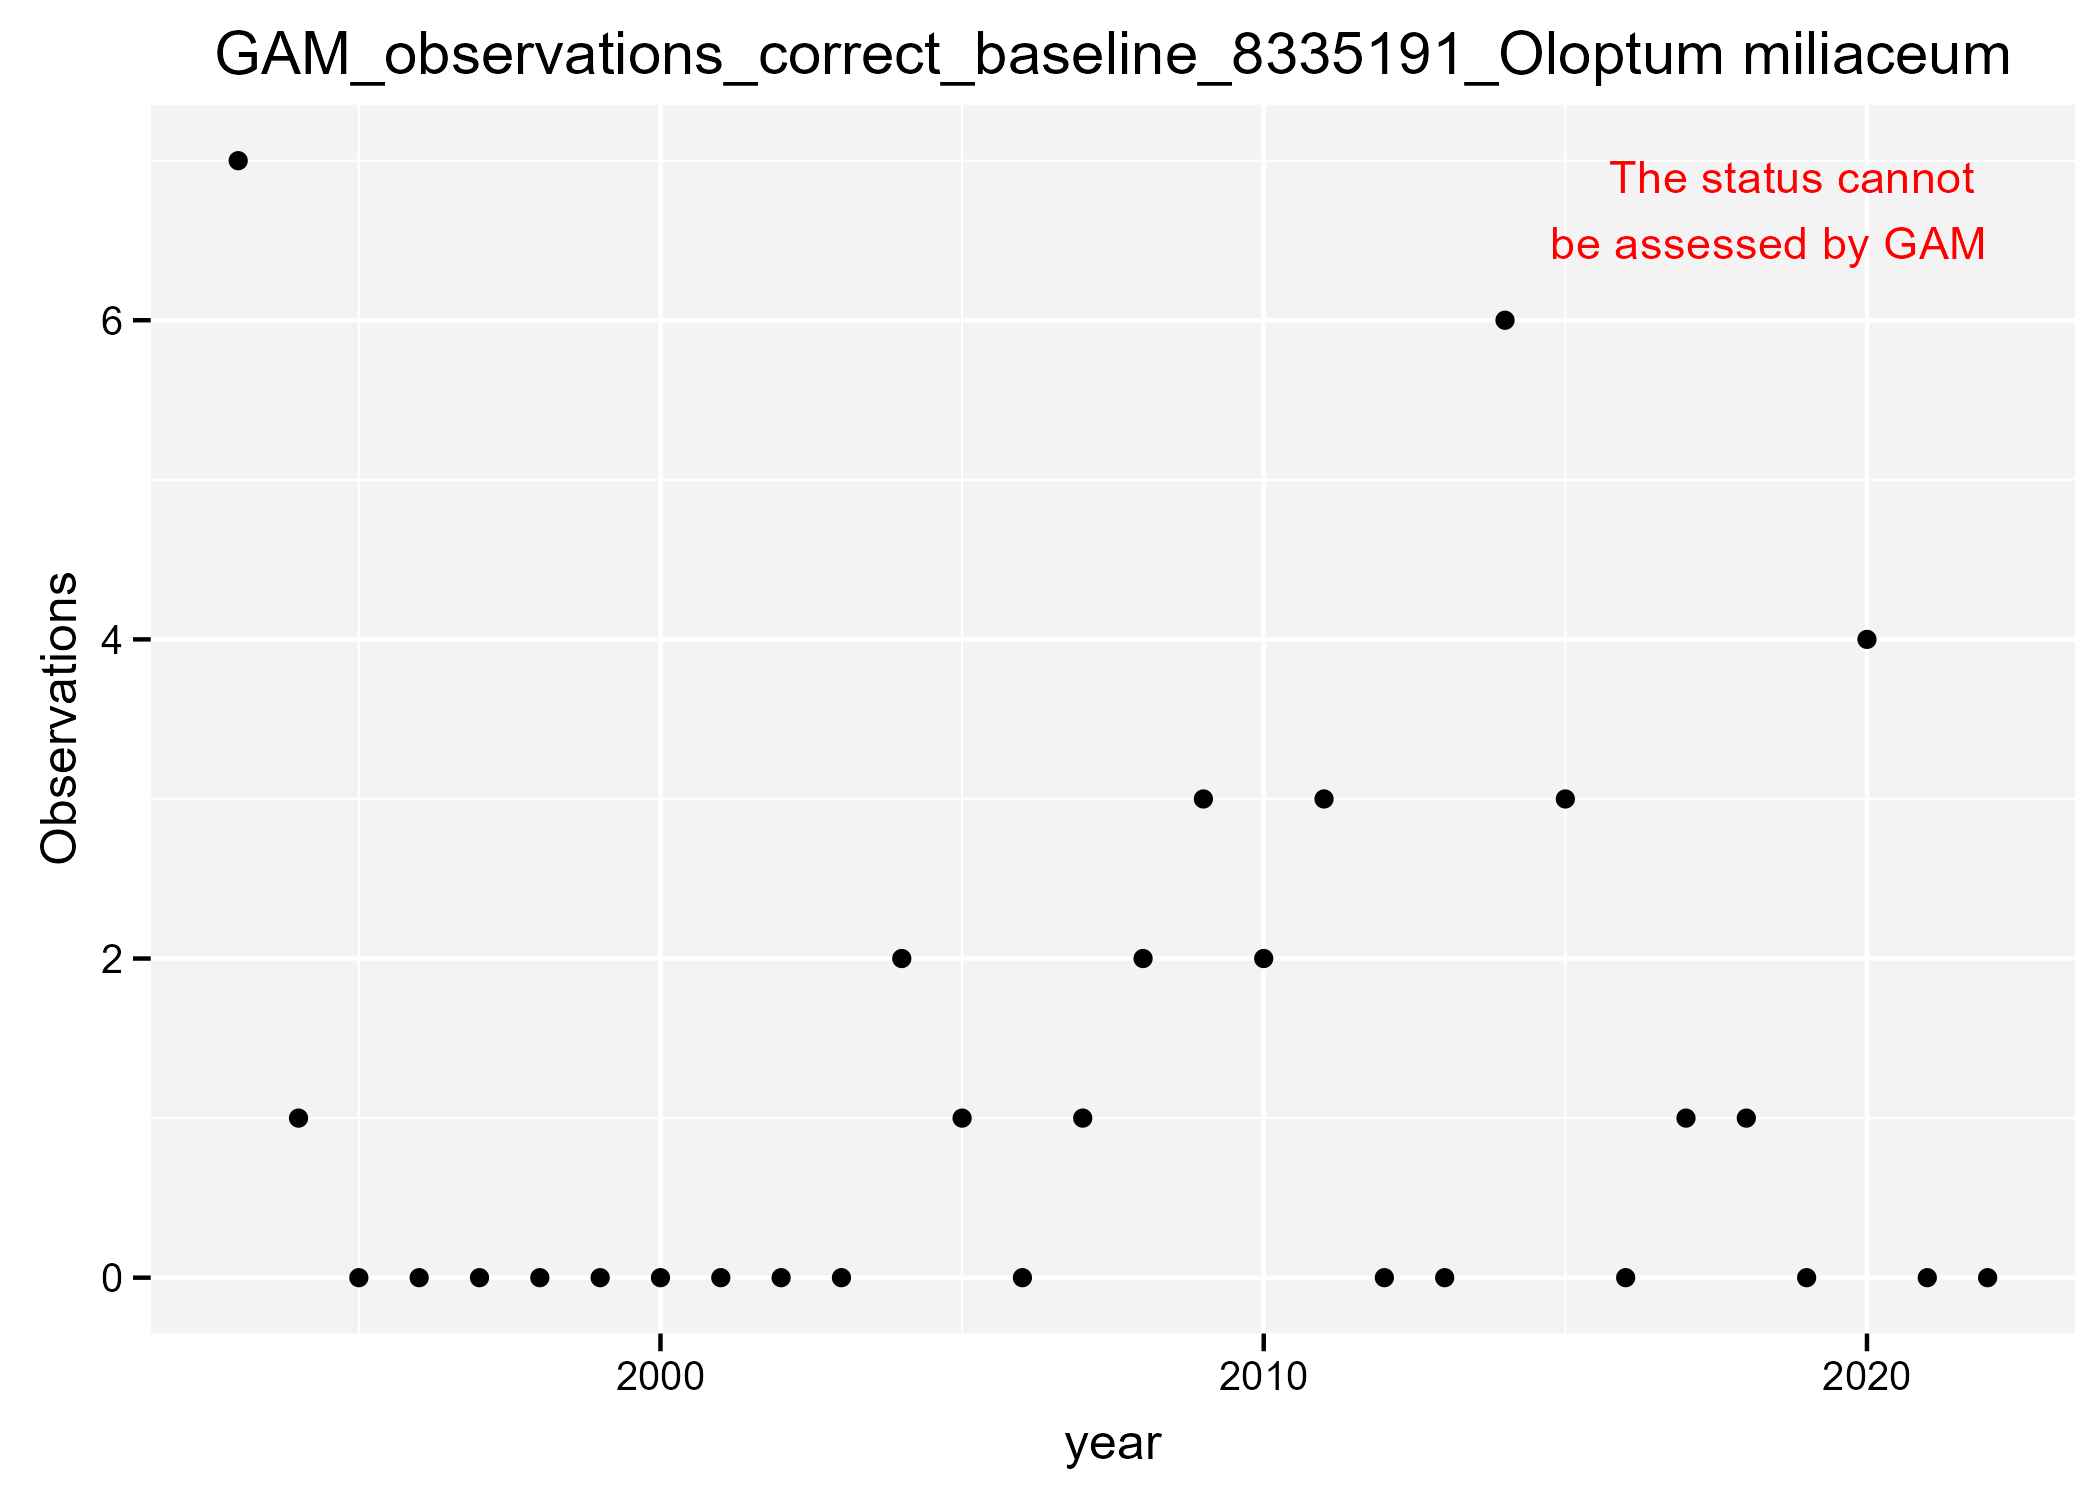 GAM_observations_correct_baseline_8335191_Oloptum miliaceum
The status cannot
be assessed by GAM
6
4
2
0
Observations
2000 2010 2020
year